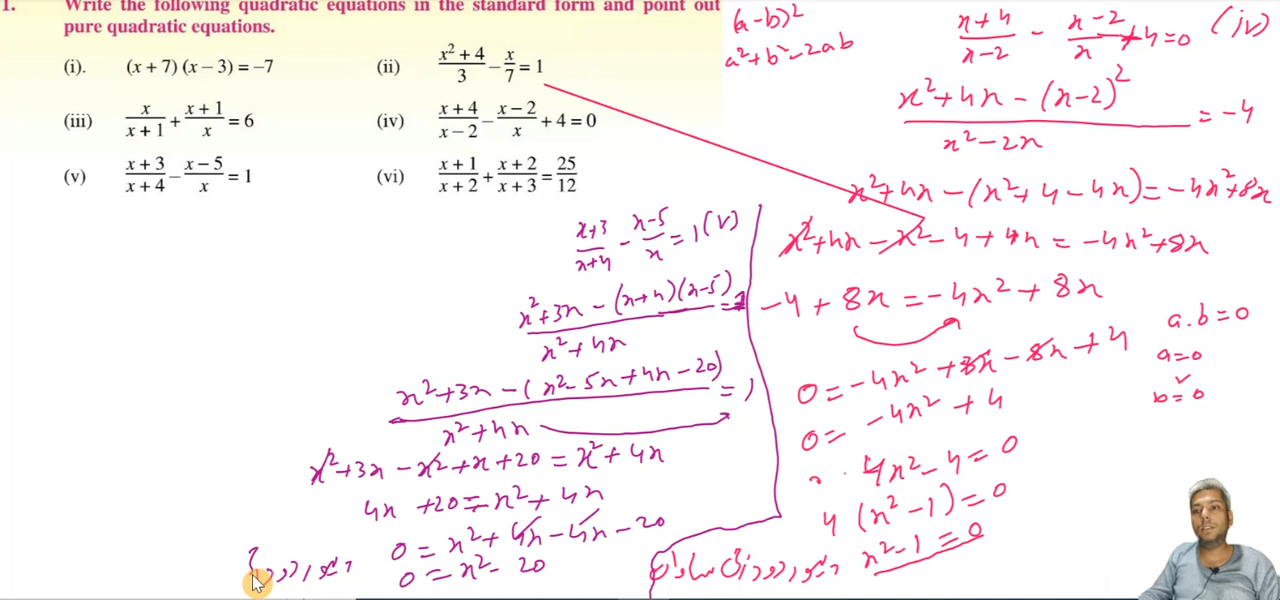 1. Write the following quadratic equations in the standard form and point out
pure quadratic equations.
(i). (x + 7) (x – 3) = –7
(ii) (x² + 4)/3 – x/7 = 1
(iii) x/(x + 1) + (x + 1)/x = 6
(iv) (x + 4)/(x – 2) – (x – 2)/x + 4 = 0
(v) (x + 3)/(x + 4) – (x – 5)/x = 1
(vi) (x + 1)/(x + 2) + (x + 2)/(x + 3) = 25/12
(a-b)²
a²+b²-2ab
(x+4)/(x-2) - (x-2)/x +4=0 (iv)
(x²+4x-(x-2)²)/(x²-2x) = -4
x²+4x-(x²+4-4x)=-4x²+8x
x²+4x-x²-4+4x=-4x²+8x
-4+8x=-4x²+8x
0=-4x²+8x-8x+4
0=-4x²+4
4x²-4=0
4(x²-1)=0
x²-1=0
a.b=0
a=0
b=0
(x+3)/(x+4) - (x-5)/x =1 (v)
(x²+3x-(x+4)(x-5))/(x²+4x) =1
(x²+3x-(x²-5x+4x-20))/(x²+4x) =1
x²+3x-x²+x+20=x²+4x
4x+20=x²+4x
0=x²+4x-4x-20
0=x²-20